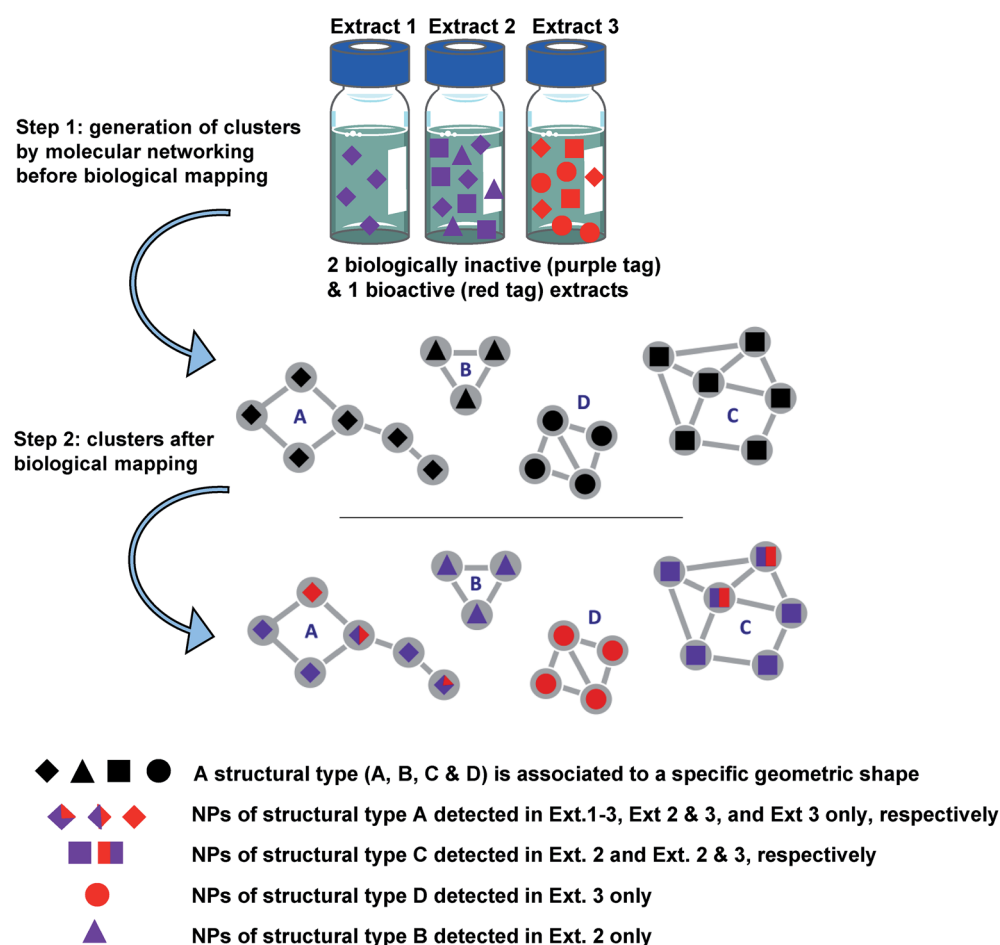 Extract 1 Extract 2 Extract 3
Step 1: generation of clusters
by molecular networking
before biological mapping
2 biologically inactive (purple tag)
& 1 bioactive (red tag) extracts
A
B
D
C
Step 2: clusters after
biological mapping
A
B
D
C
A structural type (A, B, C & D) is associated to a specific geometric shape
NPs of structural type A detected in Ext.1-3, Ext 2 & 3, and Ext 3 only, respectively
NPs of structural type C detected in Ext. 2 and Ext. 2 & 3, respectively
NPs of structural type D detected in Ext. 3 only
NPs of structural type B detected in Ext. 2 only